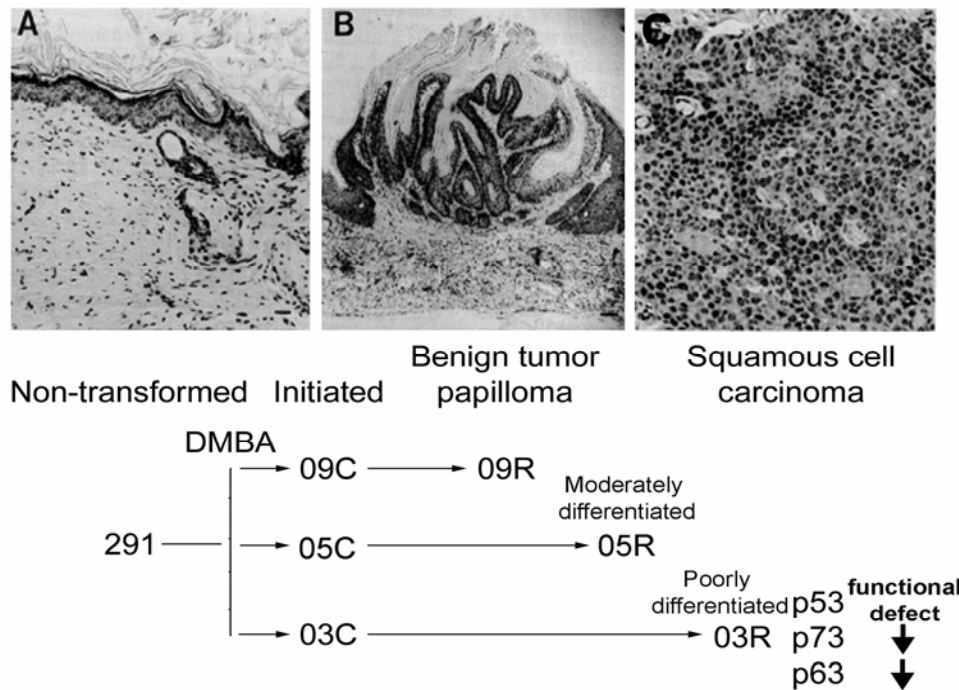 A
B
C
Non-transformed
Initiated
Benign tumor
papilloma
Squamous cell
carcinoma
DMBA
291
09C
09R
05C
Moderately
differentiated
05R
03C
Poorly
differentiated
03R
p53
functional
defect
p73
p63